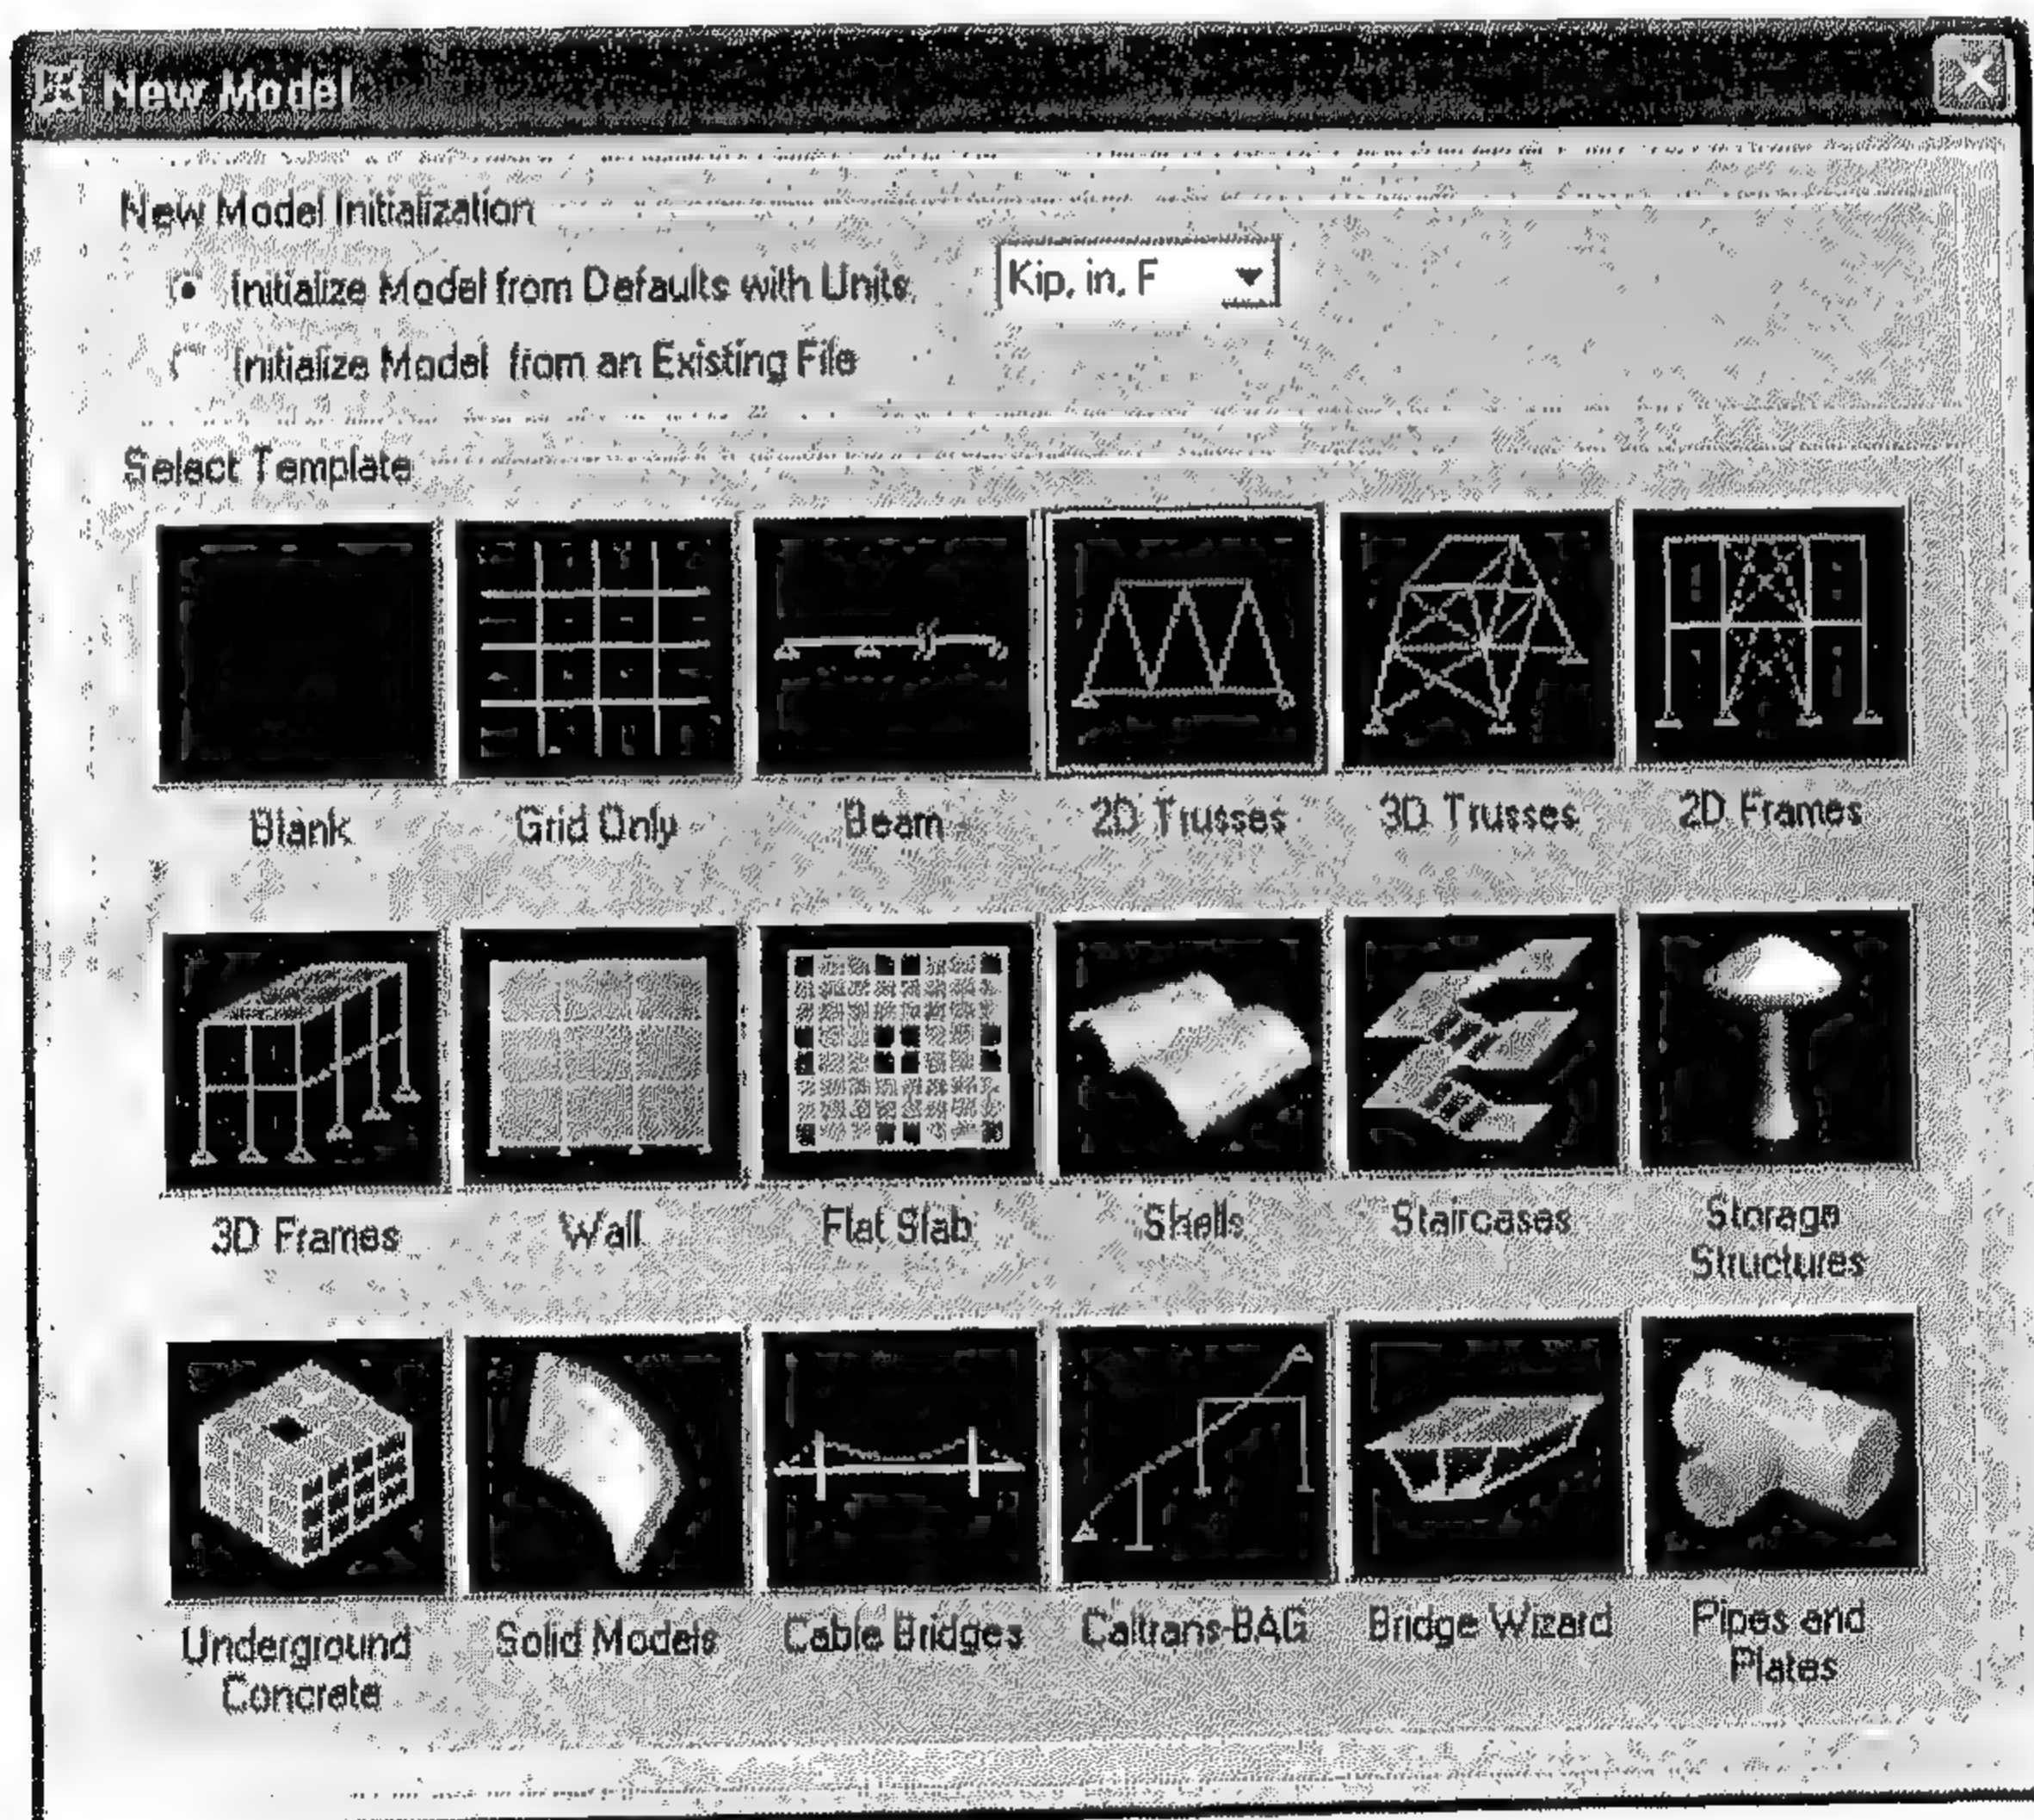 New Model
New Model Initialization
Initialize Model from Defaults with Units
Kip, in, F
Initialize Model from an Existing File
Select Template
Blank
Grid Only
Beam
2D Trusses
3D Trusses
2D Frames
3D Frames
Wall
Flat Slab
Shells
Staircases
Storage
Structures
Underground
Concrete
Solid Models
Cable Bridges
Caltrans-BAG
Bridge Wizard
Pipes and
Plates